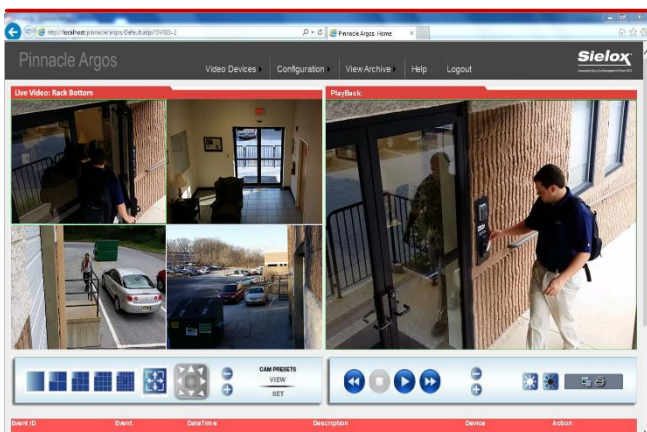 http://localhost/pinnacle/argos/Default.aspx?DVRID=2
Pinnacle Argos: Home
Pinnacle Argos
Video Devices
Configuration
View Archive
Help
Logout
Sielox
Live Video: Rack Bottom
PlayBack:
CAM PRESETS
VIEW
SET
Event ID
Event
DateTime
Description
Device
Action